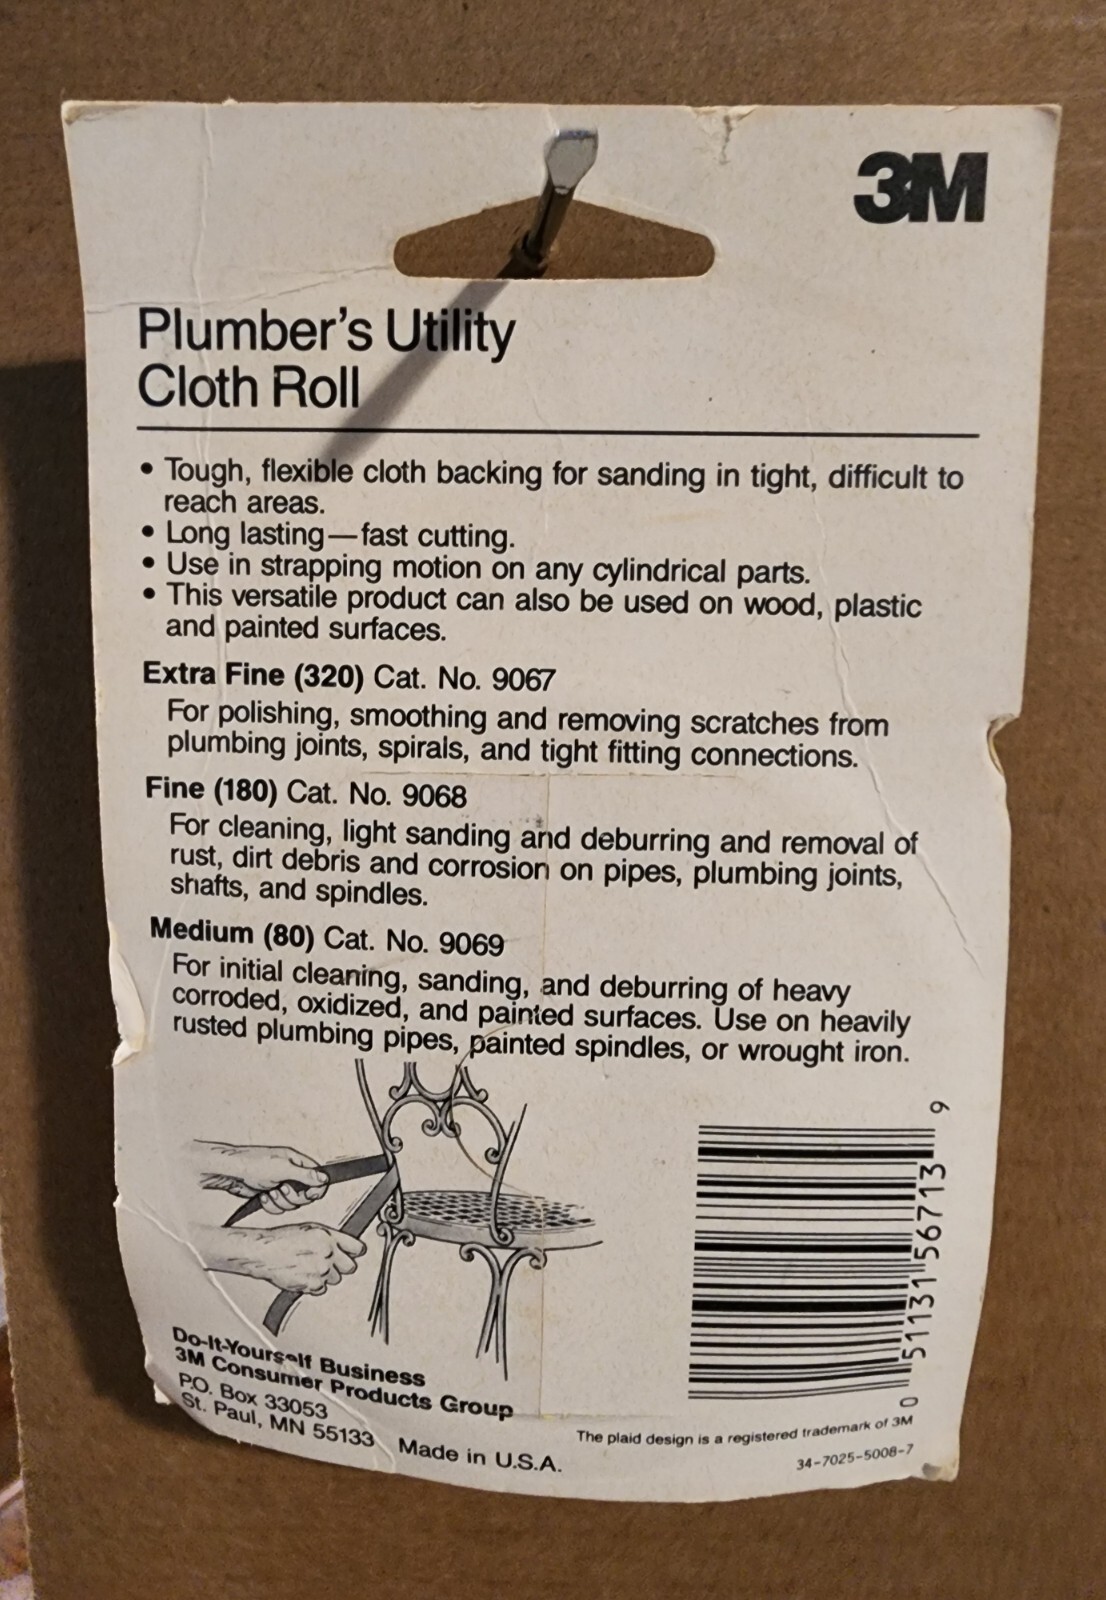 3M
Plumber's Utility
Cloth Roll
• Tough, flexible cloth backing for sanding in tight, difficult to
reach areas.
• Long lasting—fast cutting.
• Use in strapping motion on any cylindrical parts.
• This versatile product can also be used on wood, plastic
and painted surfaces.
Extra Fine (320) Cat. No. 9067
For polishing, smoothing and removing scratches from
plumbing joints, spirals, and tight fitting connections.
Fine (180) Cat. No. 9068
For cleaning, light sanding and deburring and removal of
rust, dirt debris and corrosion on pipes, plumbing joints,
shafts, and spindles.
Medium (80) Cat. No. 9069
For initial cleaning, sanding, and deburring of heavy
corroded, oxidized, and painted surfaces. Use on heavily
rusted plumbing pipes, painted spindles, or wrought iron.
0 51131 56713 9
Do-It-Yourself Business
3M Consumer Products Group
P.O. Box 33053
St. Paul, MN 55133 Made in U.S.A.
The plaid design is a registered trademark of 3M
34-7025-5008-7